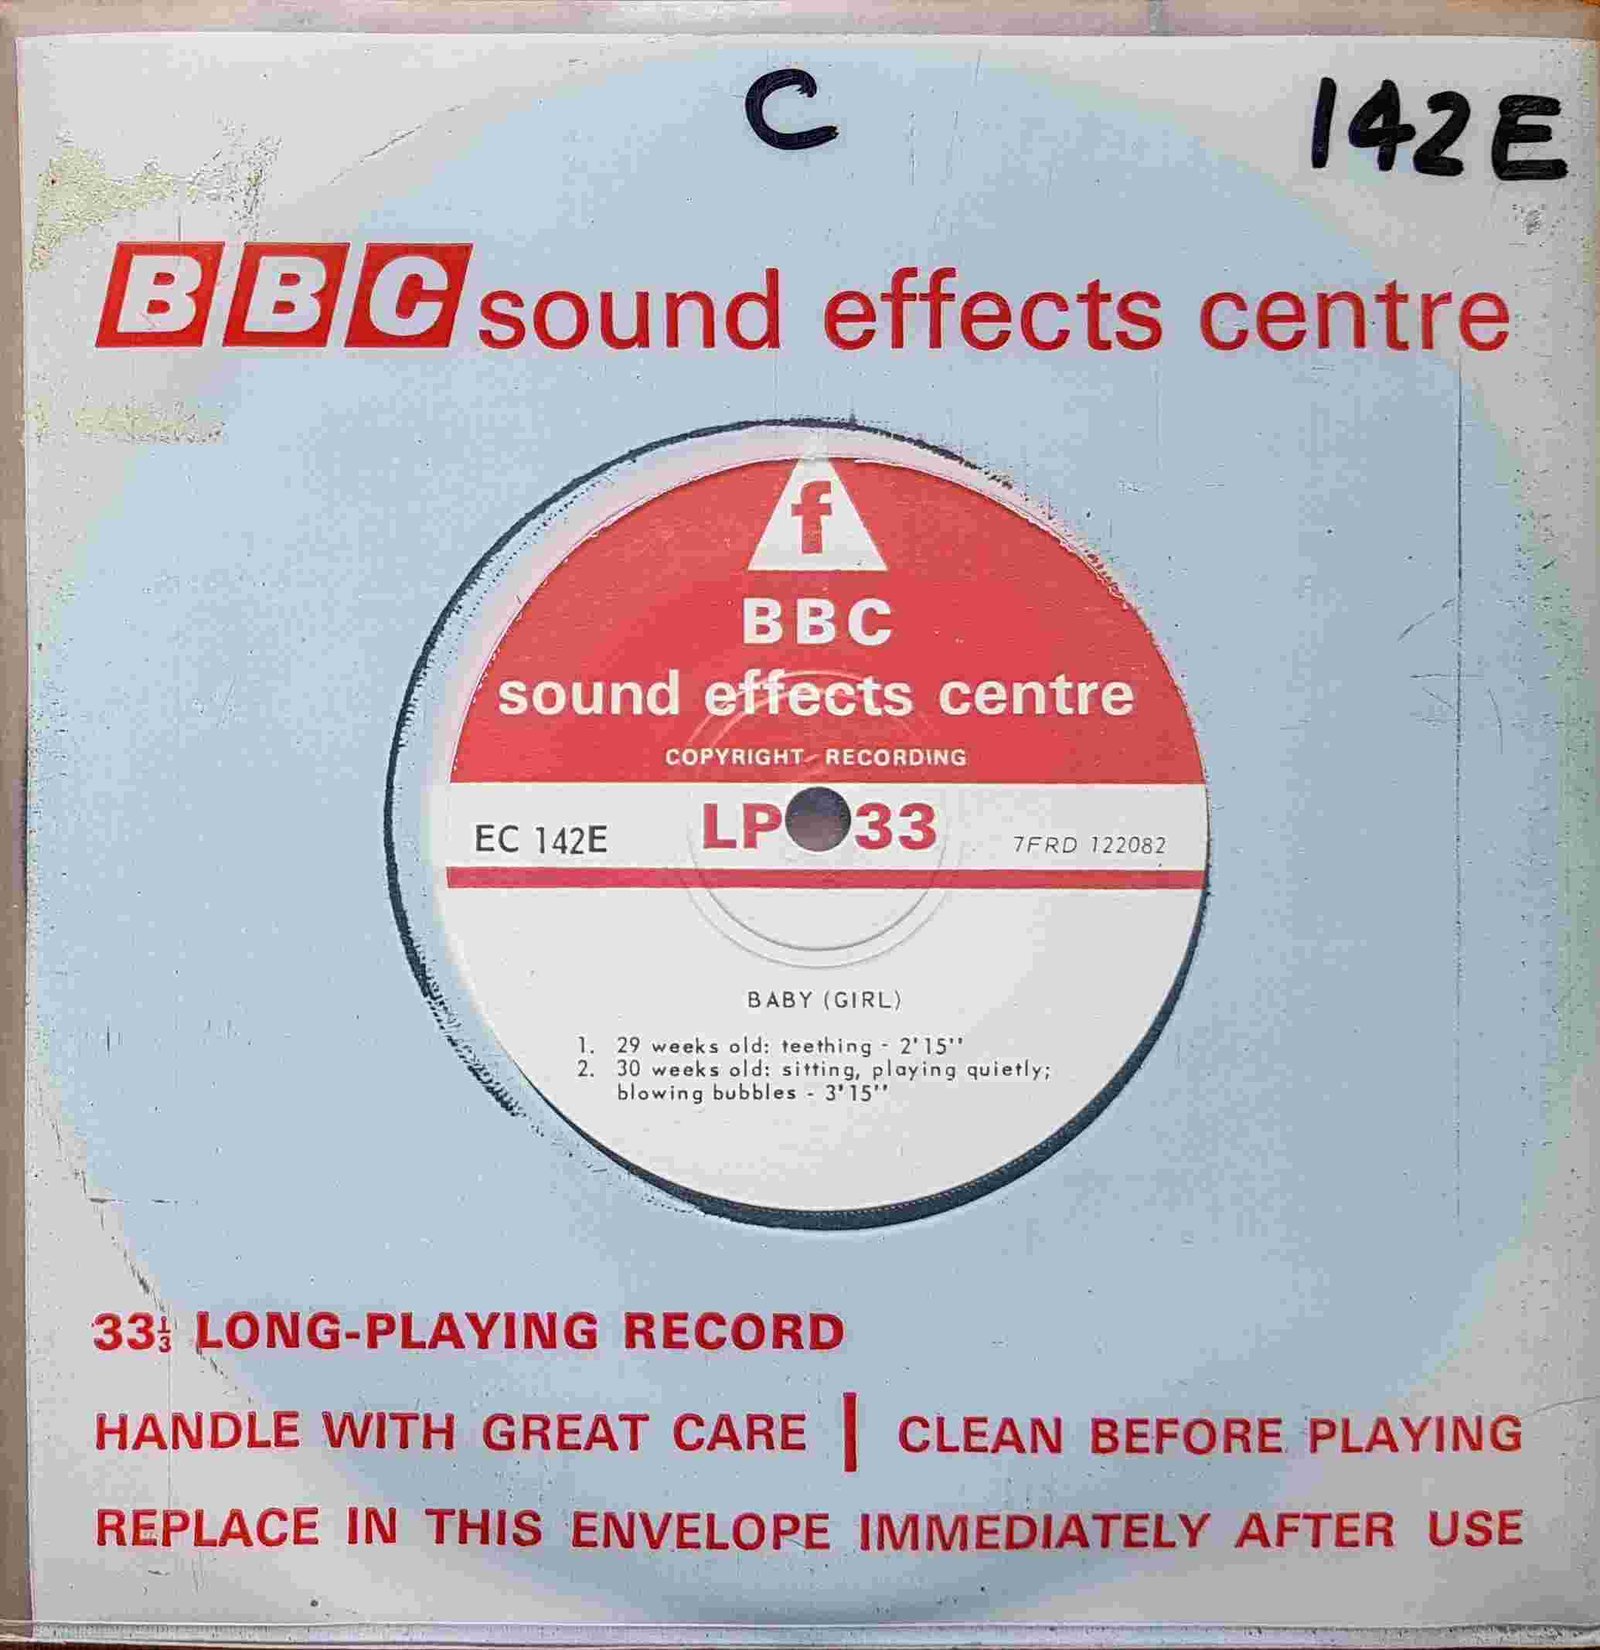 C
142E
BBC sound effects centre
f
BBC
sound effects centre
COPYRIGHT RECORDING
EC 142E LP 33 7FRD 122082
BABY (GIRL)
1. 29 weeks old: teething - 2'15''
2. 30 weeks old: sitting, playing quietly;
blowing bubbles - 3'15''
33⅓ LONG-PLAYING RECORD
HANDLE WITH GREAT CARE | CLEAN BEFORE PLAYING
REPLACE IN THIS ENVELOPE IMMEDIATELY AFTER USE